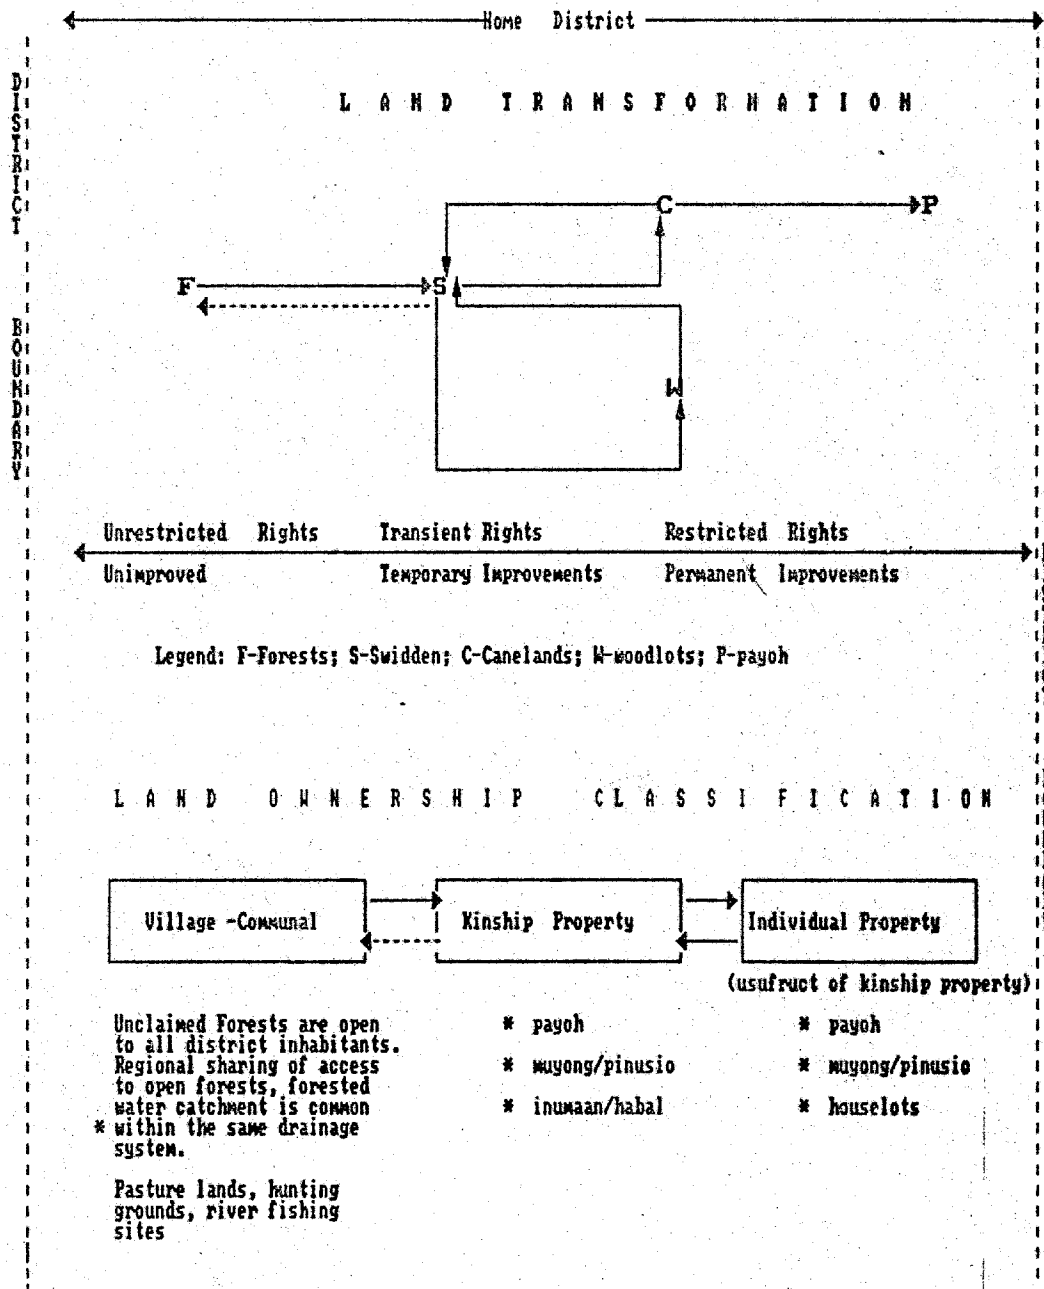 Home District
DISTRICT BOUNDARY
LAND TRANSFORMATION
C P
F S
W
Unrestricted Rights Transient Rights Restricted Rights
Unimproved Temporary Improvements Permanent Improvements
Legend: F-Forests; S-Swidden; C-Canelands; W-woodlots; P-payoh
LAND OWNERSHIP CLASSIFICATION
Village -Communal Kinship Property Individual Property
(usufruct of kinship property)
Unclaimed Forests are open
to all district inhabitants.
Regional sharing of access
to open forests, forested
water catchment is common
* within the same drainage
system.
Pasture lands, hunting
grounds, river fishing
sites
* payoh
* muyong/pinusio
* inumaan/habal
* payoh
* muyong/pinusio
* houselots